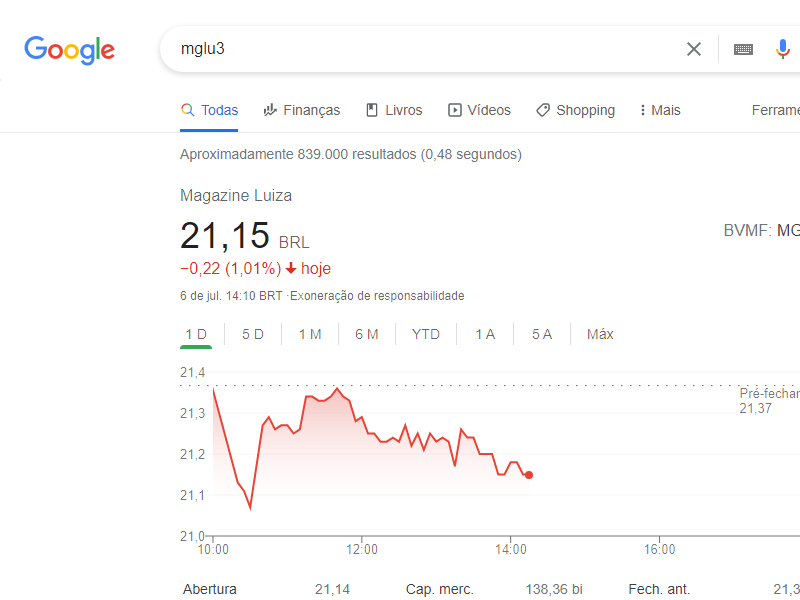 Google
mglu3
Todas Finanças Livros Vídeos Shopping Mais Ferrame
Aproximadamente 839.000 resultados (0,48 segundos)
Magazine Luiza
21,15 BRL
BVMF: MG
−0,22 (1,01%) hoje
6 de jul. 14:10 BRT ·Exoneração de responsabilidade
1 D 5 D 1 M 6 M YTD 1 A 5 A Máx
21,4
Pré-fechar
21,37
21,3
21,2
21,1
21,0
10:00 12:00 14:00 16:00
Abertura 21,14 Cap. merc. 138,36 bi Fech. ant. 21,3